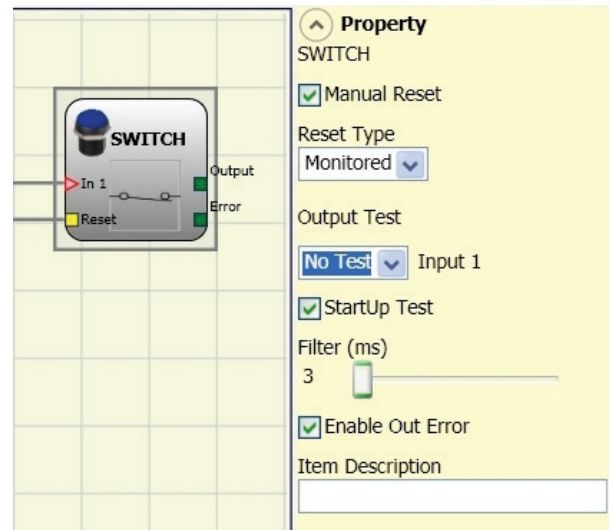 SWITCH
In 1
Reset
Output
Error
Property
SWITCH
Manual Reset
Reset Type
Monitored
Output Test
No Test Input 1
StartUp Test
Filter (ms)
3
Enable Out Error
Item Description